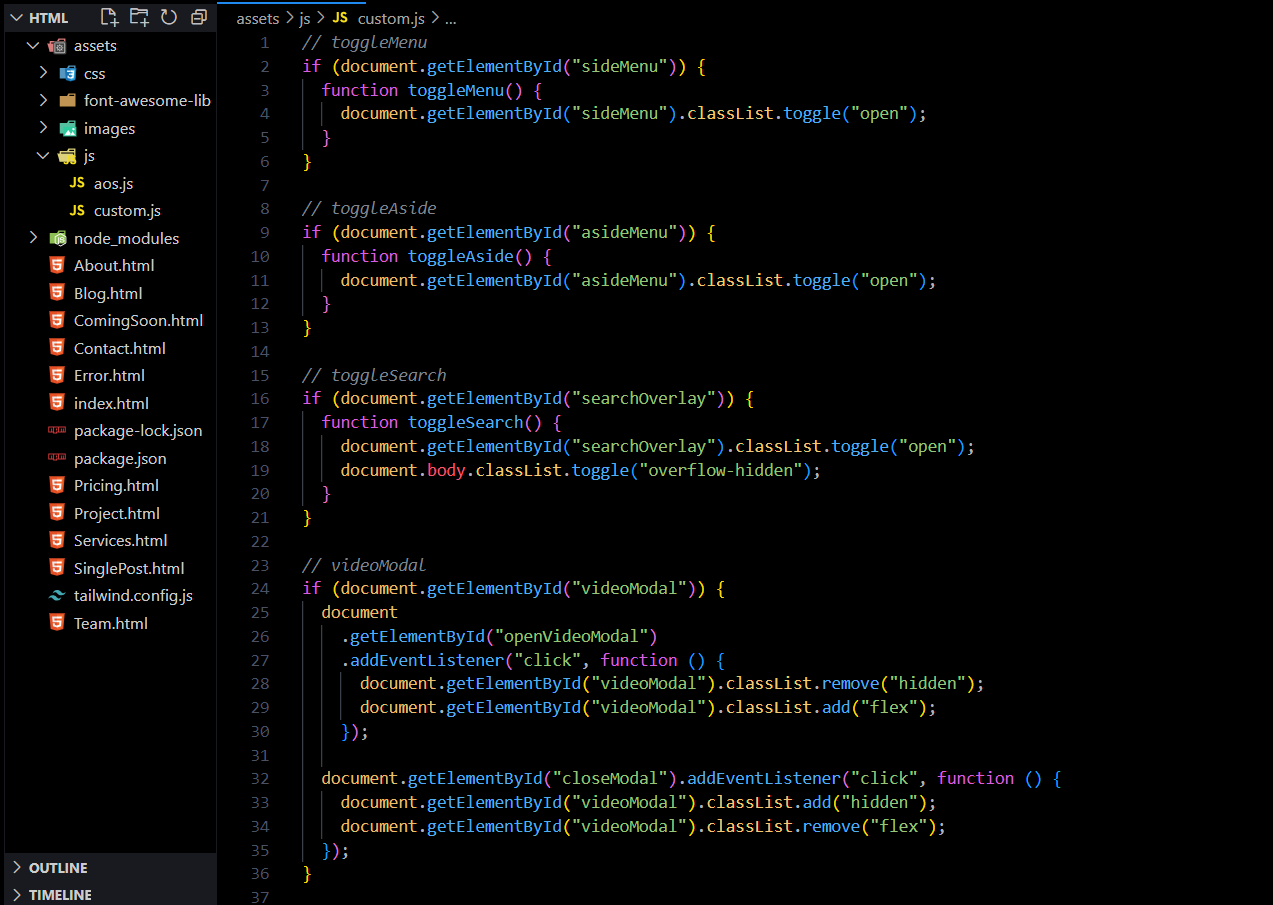 HTML
assets
css
font-awesome-lib
images
js
JS aos.js
JS custom.js
node_modules
About.html
Blog.html
ComingSoon.html
Contact.html
Error.html
index.html
package-lock.json
package.json
Pricing.html
Project.html
Services.html
SinglePost.html
tailwind.config.js
Team.html
OUTLINE
TIMELINE
assets > js > JS custom.js > ...
1 // toggleMenu
2 if (document.getElementById("sideMenu")) {
3 function toggleMenu() {
4 document.getElementById("sideMenu").classList.toggle("open");
5 }
6 }
7
8 // toggleAside
9 if (document.getElementById("asideMenu")) {
10 function toggleAside() {
11 document.getElementById("asideMenu").classList.toggle("open");
12 }
13 }
14
15 // toggleSearch
16 if (document.getElementById("searchOverlay")) {
17 function toggleSearch() {
18 document.getElementById("searchOverlay").classList.toggle("open");
19 document.body.classList.toggle("overflow-hidden");
20 }
21 }
22
23 // videoModal
24 if (document.getElementById("videoModal")) {
25 document
26 .getElementById("openVideoModal")
27 .addEventListener("click", function () {
28 document.getElementById("videoModal").classList.remove("hidden");
29 document.getElementById("videoModal").classList.add("flex");
30 });
31
32 document.getElementById("closeModal").addEventListener("click", function () {
33 document.getElementById("videoModal").classList.add("hidden");
34 document.getElementById("videoModal").classList.remove("flex");
35 });
36 }
37